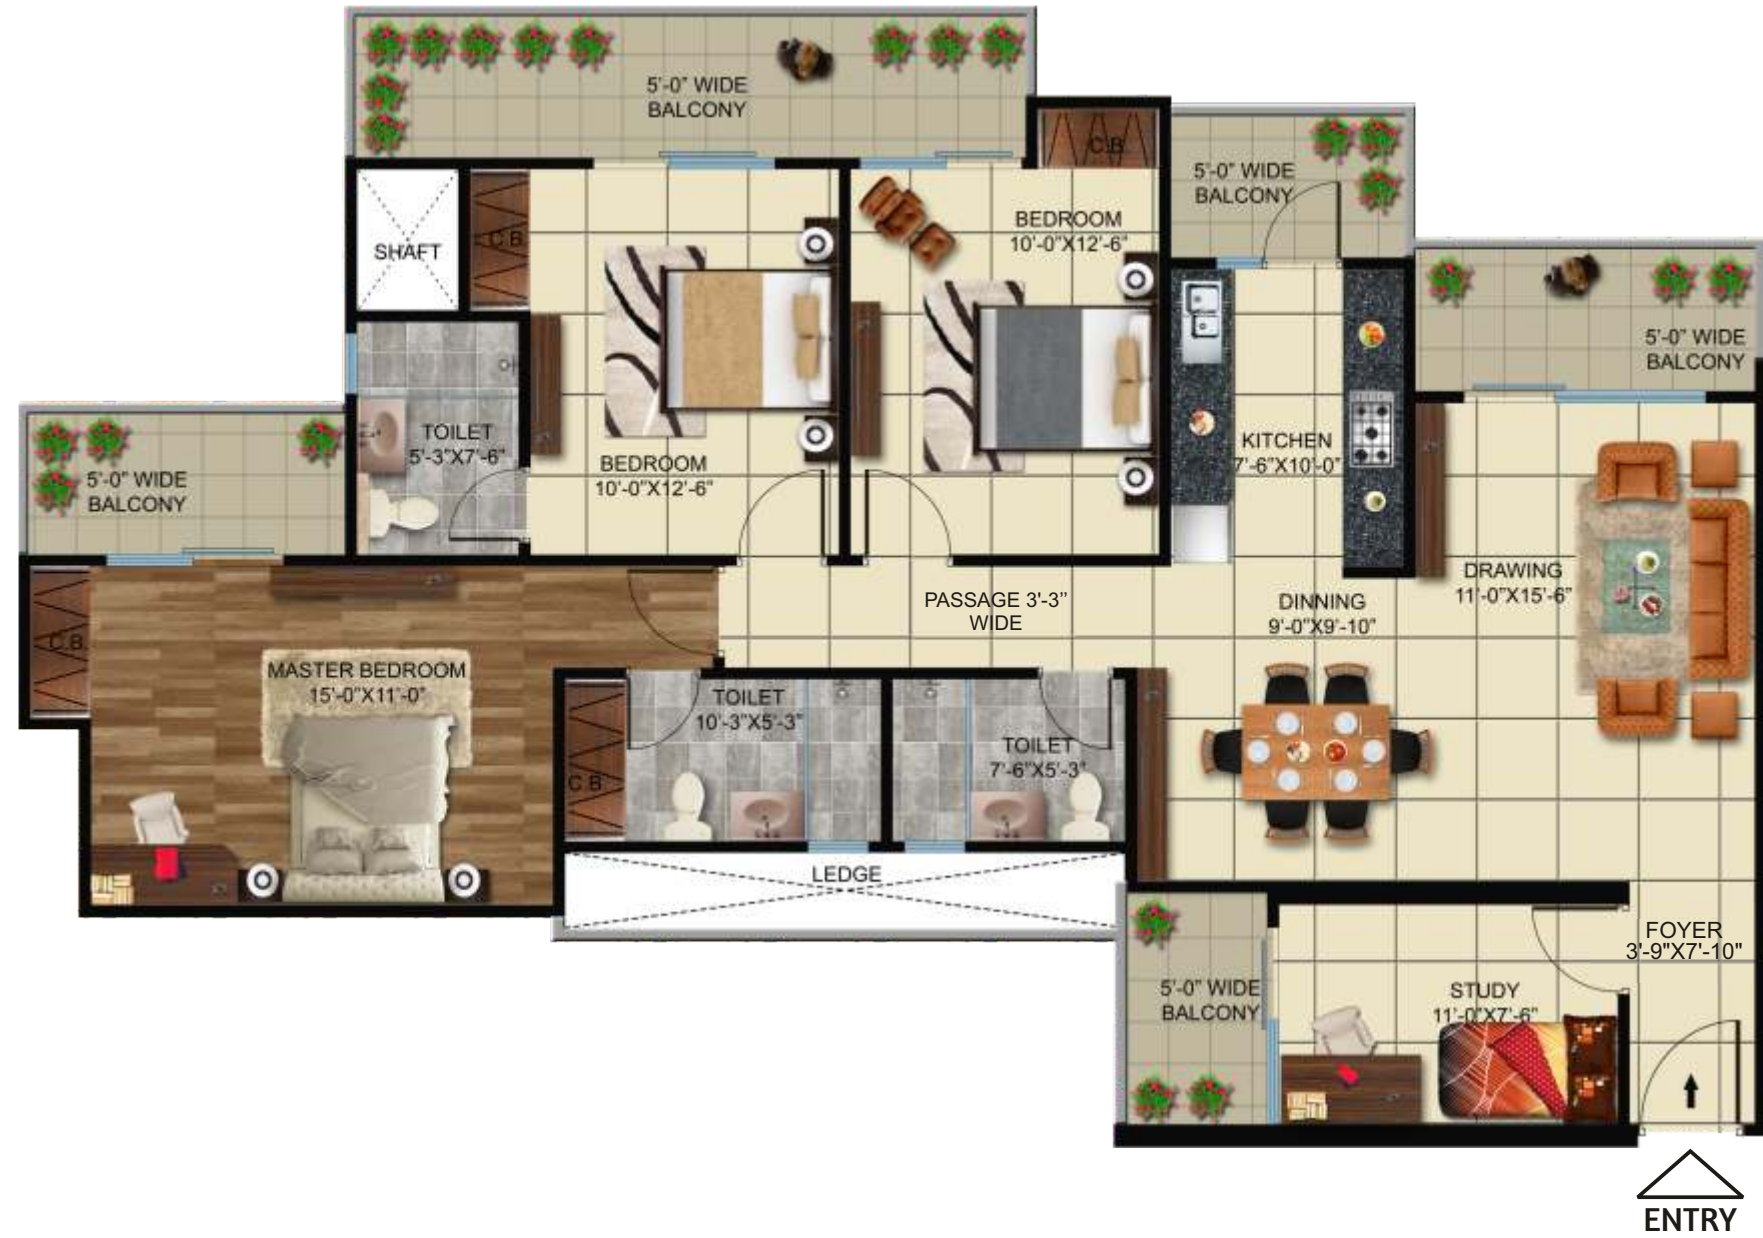 5'-0" WIDE
BALCONY
C.B
5'-0" WIDE
BALCONY
SHAFT
C.B.
BEDROOM
10'-0"X12'-6"
5'-0" WIDE
BALCONY
TOILET
5'-3"X7'-6"
BEDROOM
10'-0"X12'-6"
KITCHEN
7'-6"X10'-0"
5'-0" WIDE
BALCONY
DRAWING
11'-0"X15'-6"
PASSAGE 3'-3"
WIDE
DINNING
9'-0"X9'-10"
C.B.
MASTER BEDROOM
15'-0"X11'-0"
TOILET
10'-3"X5'-3"
C.B
TOILET
7'-6"X5'-3"
LEDGE
FOYER
3'-9"X7'-10"
5'-0" WIDE
BALCONY
STUDY
11'-0"X7'-6"
ENTRY